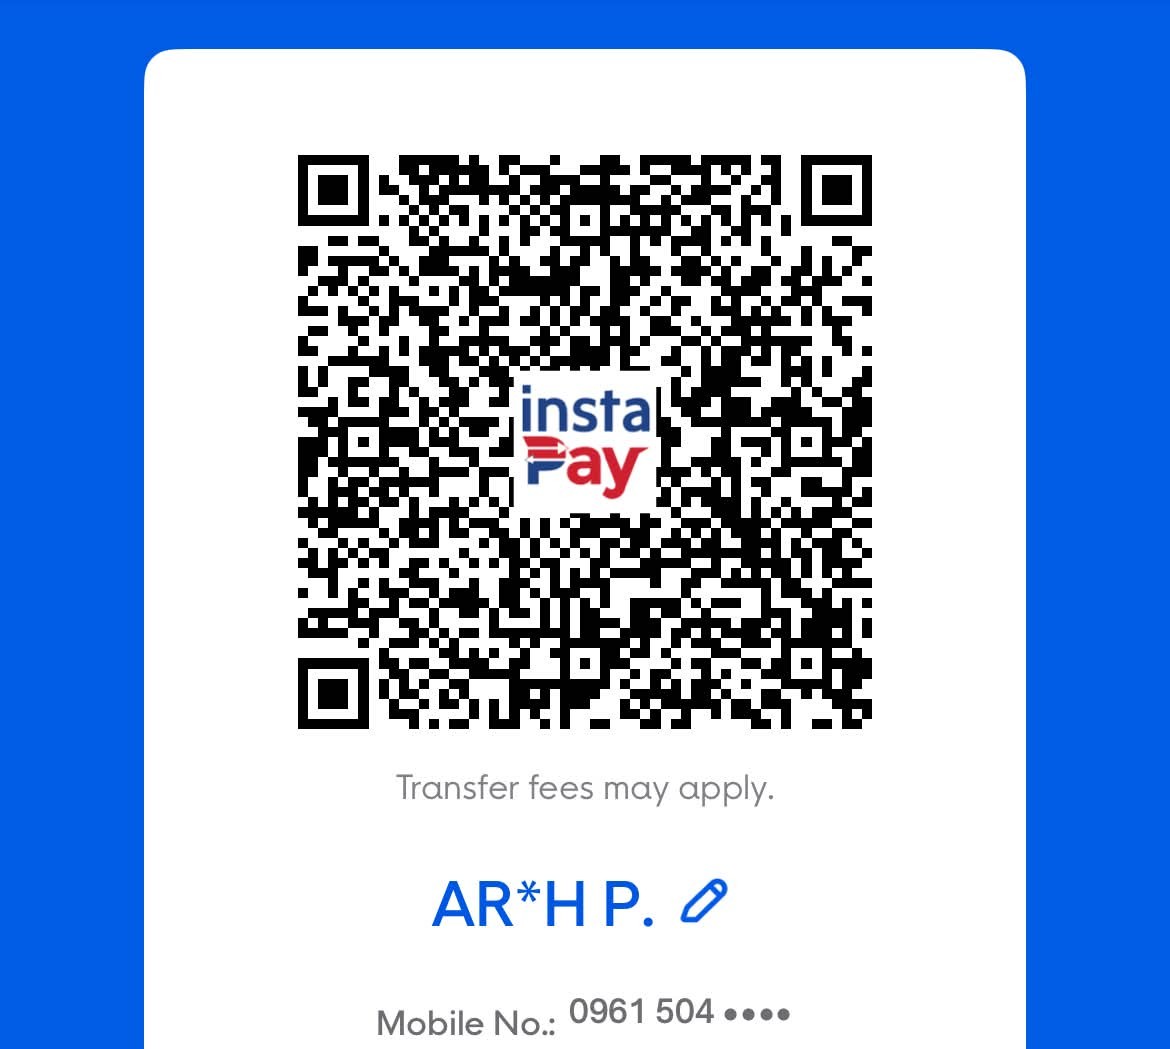 insta
Pay
Transfer fees may apply.
AR*H P.
Mobile No.: 0961 504 ••••